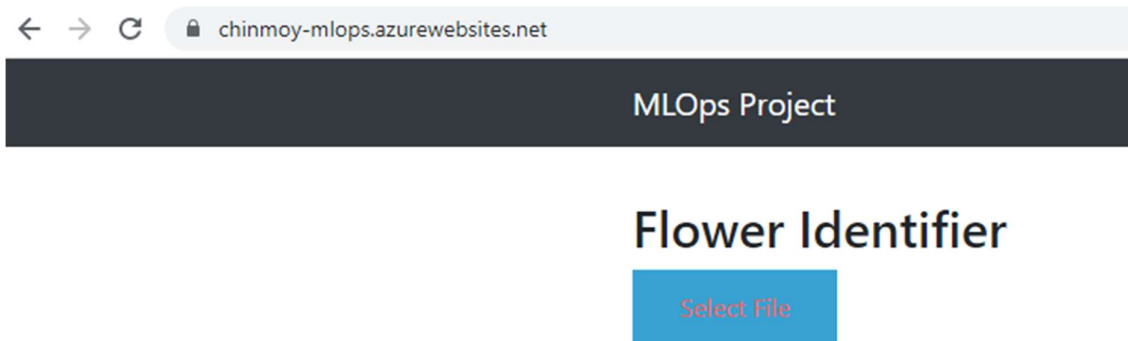 chinmoy-mlops.azurewebsites.net
MLOps Project
Flower Identifier
Select File